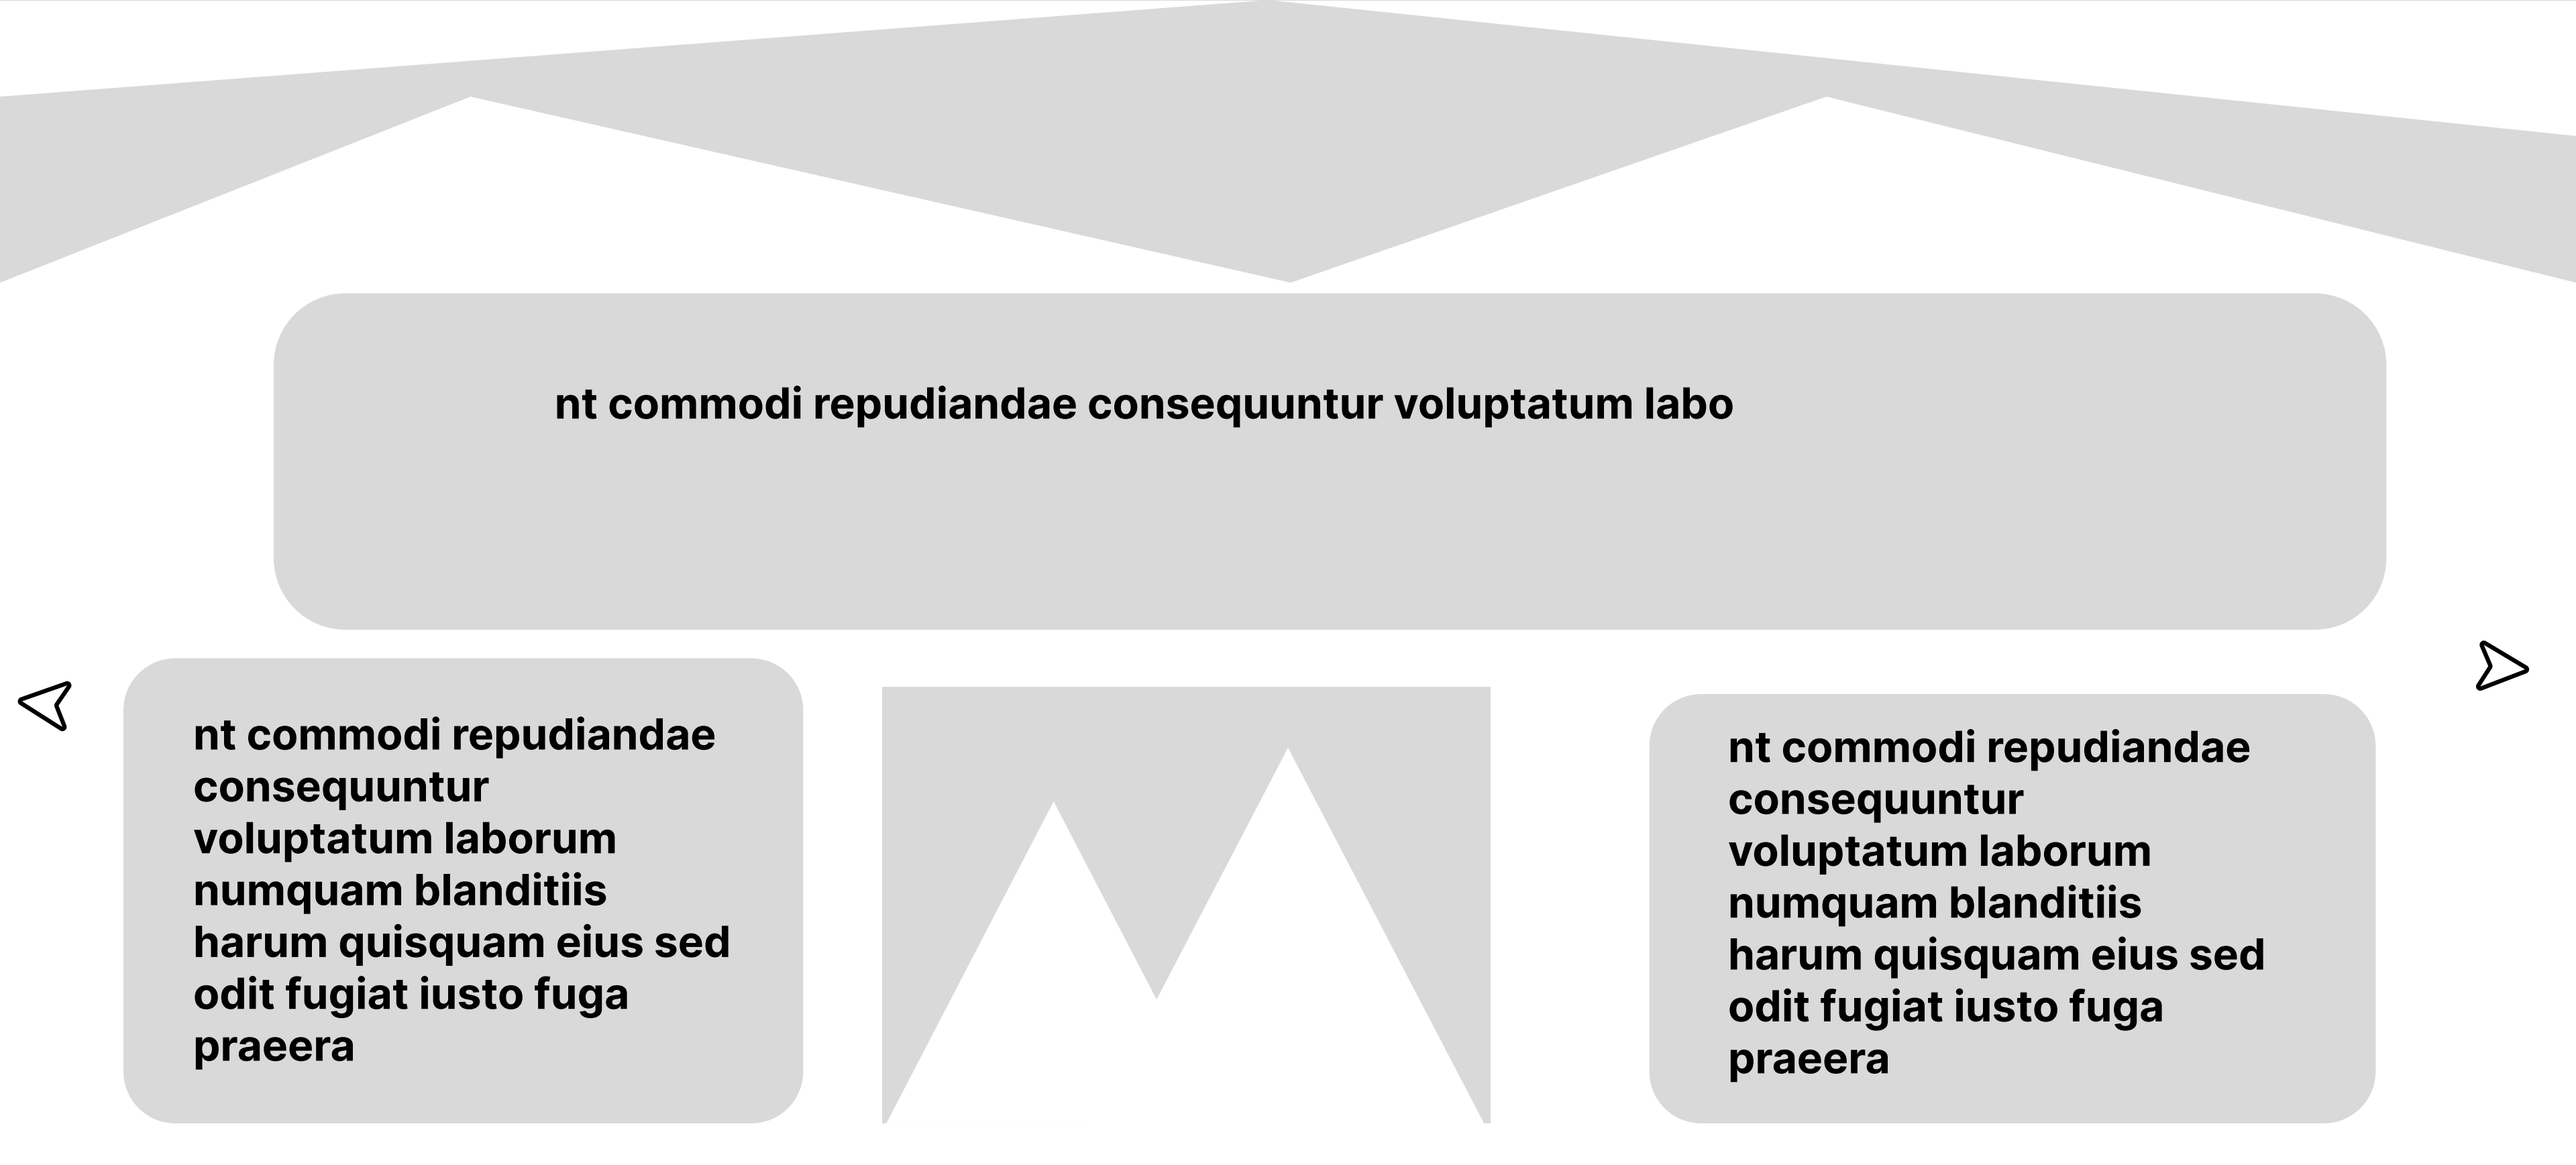 nt commodi repudiandae consequuntur voluptatum labo
nt commodi repudiandae
consequuntur
voluptatum laborum
numquam blanditiis
harum quisquam eius sed
odit fugiat iusto fuga
praeera
nt commodi repudiandae
consequuntur
voluptatum laborum
numquam blanditiis
harum quisquam eius sed
odit fugiat iusto fuga
praeera